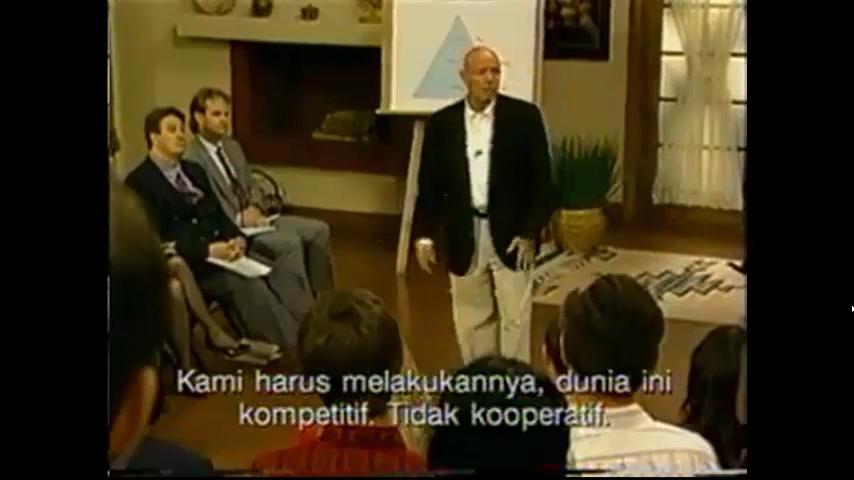 Kami harus melakukannya, dunia ini
kompetitif. Tidak kooperatif.